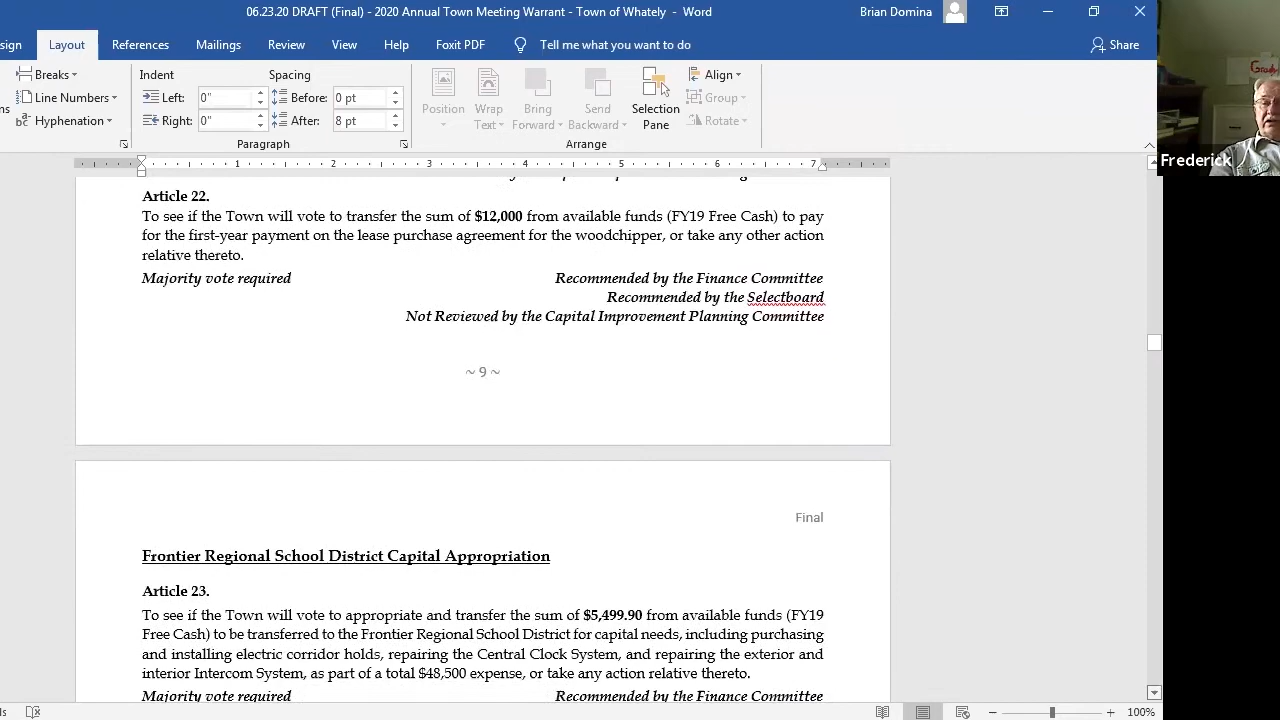 06.23.20 DRAFT (Final) - 2020 Annual Town Meeting Warrant - Town of Whately - Word
Brian Domina
sign Layout References Mailings Review View Help Foxit PDF Tell me what you want to do Share
Breaks
Line Numbers
Hyphenation
Indent
Left: 0"
Right: 0"
Spacing
Before: 0 pt
After: 8 pt
Paragraph
Position
Wrap Text
Bring Forward
Send Backward
Selection Pane
Align
Group
Rotate
Arrange
1 2 3 4 5 6 7
Frederick
Article 22.
To see if the Town will vote to transfer the sum of $12,000 from available funds (FY19 Free Cash) to pay
for the first-year payment on the lease purchase agreement for the woodchipper, or take any other action
relative thereto.
Majority vote required Recommended by the Finance Committee
Recommended by the Selectboard
Not Reviewed by the Capital Improvement Planning Committee
~ 9 ~
Final
Frontier Regional School District Capital Appropriation
Article 23.
To see if the Town will vote to appropriate and transfer the sum of $5,499.90 from available funds (FY19
Free Cash) to be transferred to the Frontier Regional School District for capital needs, including purchasing
and installing electric corridor holds, repairing the Central Clock System, and repairing the exterior and
interior Intercom System, as part of a total $48,500 expense, or take any action relative thereto.
Majority vote required Recommended by the Finance Committee
100%